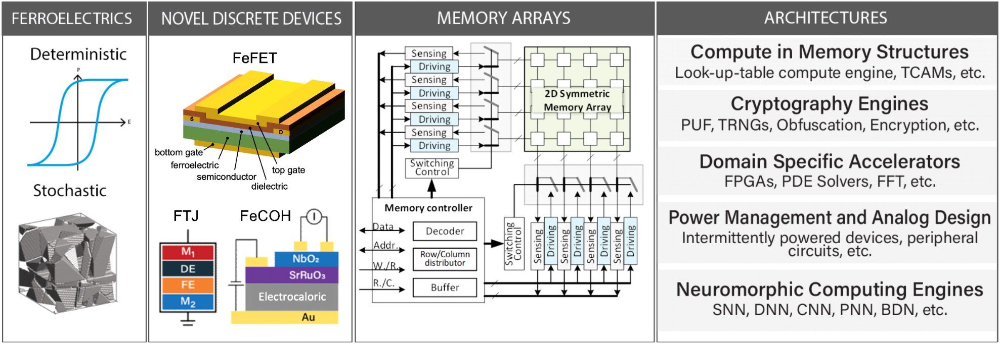 FERROELECTRICS
Deterministic
P
E
Stochastic
NOVEL DISCRETE DEVICES
FeFET
S
D
bottom gate
ferroelectric
semiconductor
top gate
dielectric
FTJ
M1
DE
FE
M2
FeCOH
I
NbO2
SrRuO3
Electrocaloric
Au
MEMORY ARRAYS
Sensing
Driving
Sensing
Driving
Sensing
Driving
Sensing
Driving
2D Symmetric
Memory Array
Switching
Control
Memory controller
Data
Addr.
W./R.
R./C.
Decoder
Row/Column
distributor
Buffer
Switching
Control
Sensing
Driving
Sensing
Driving
Sensing
Driving
Sensing
Driving
ARCHITECTURES
Compute in Memory Structures
Look-up-table compute engine, TCAMs, etc.
Cryptography Engines
PUF, TRNGs, Obfuscation, Encryption, etc.
Domain Specific Accelerators
FPGAs, PDE Solvers, FFT, etc.
Power Management and Analog Design
Intermittently powered devices, peripheral
circuits, etc.
Neuromorphic Computing Engines
SNN, DNN, CNN, PNN, BDN, etc.